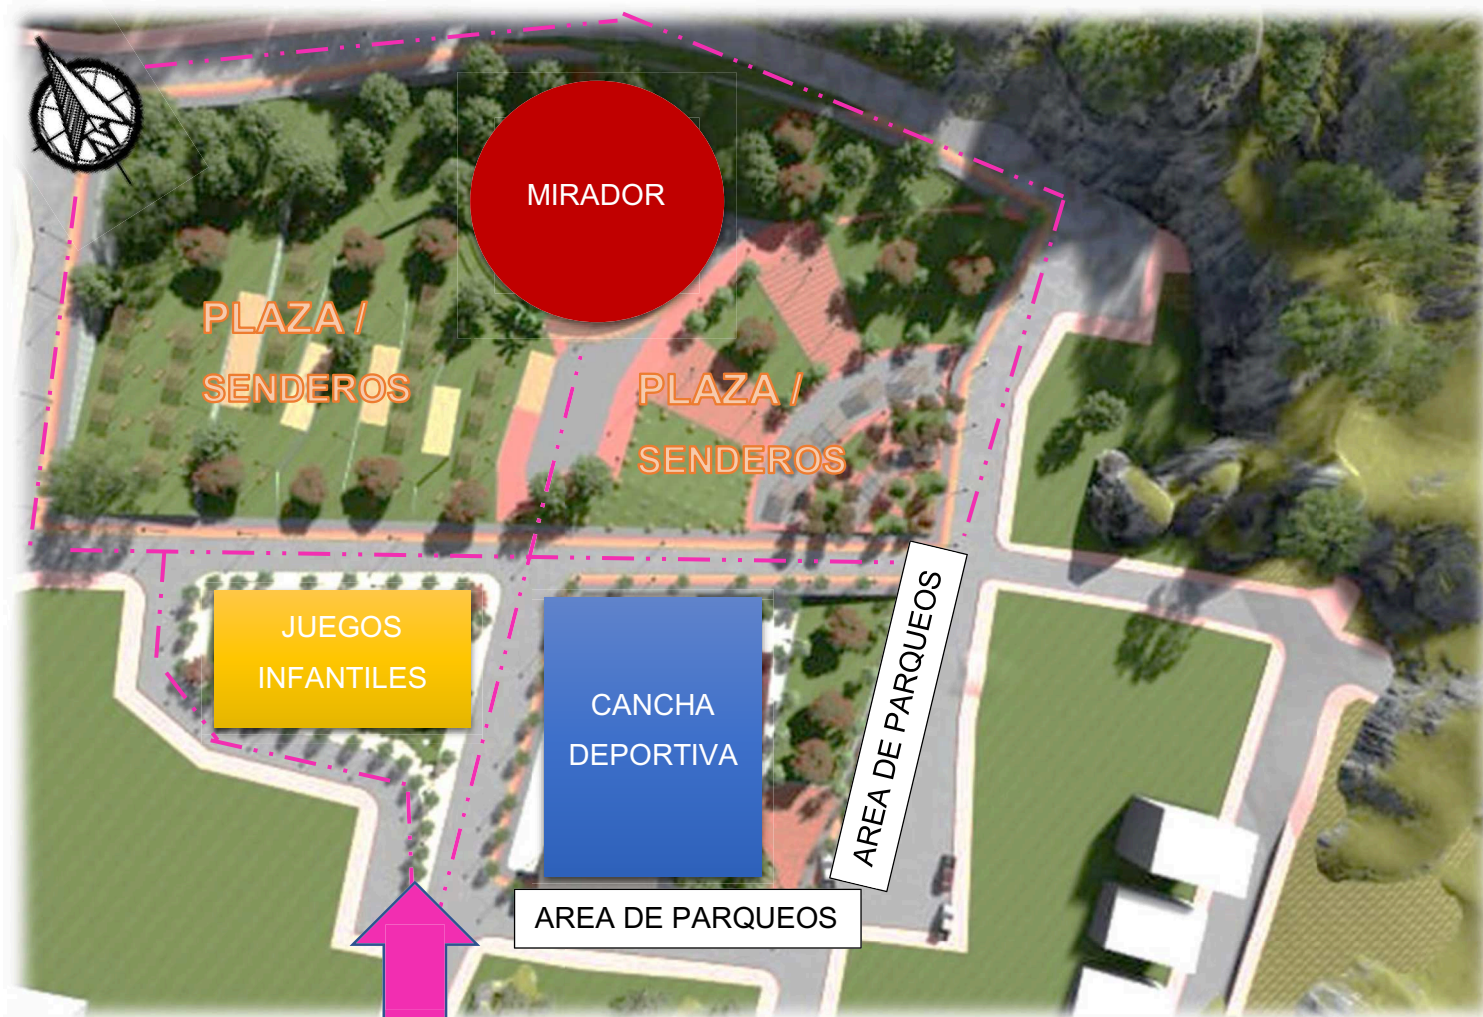 N
MIRADOR
PLAZA /
SENDEROS
PLAZA /
SENDEROS
JUEGOS
INFANTILES
CANCHA
DEPORTIVA
AREA DE PARQUEOS
AREA DE PARQUEOS